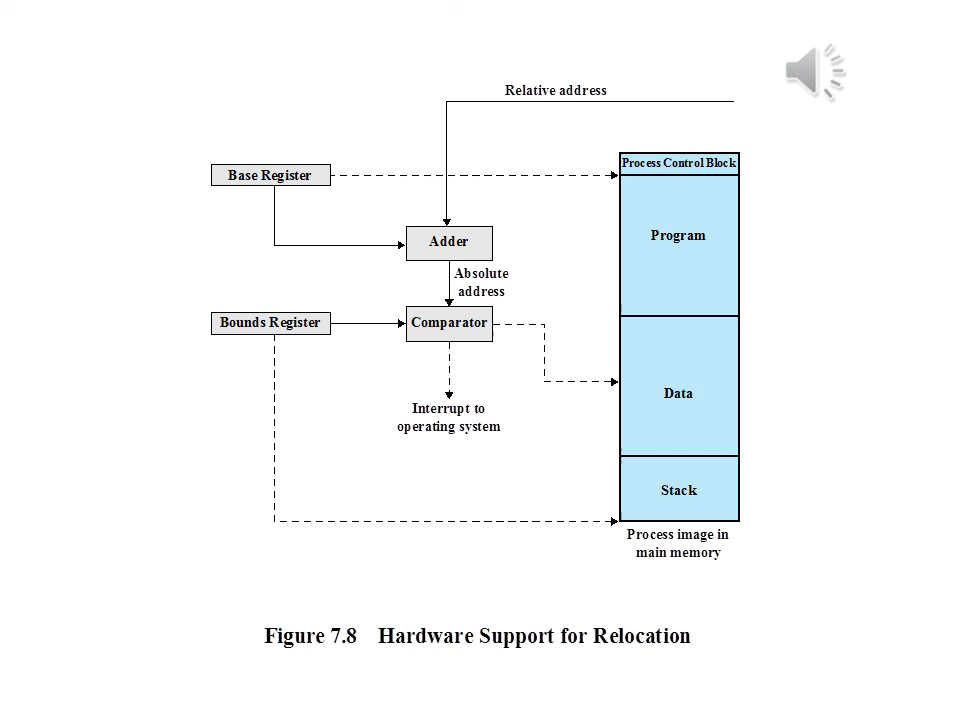 Relative address
Process Control Block
Base Register
Program
Adder
Absolute
address
Bounds Register
Comparator
Data
Interrupt to
operating system
Stack
Process image in
main memory
Figure 7.8 Hardware Support for Relocation